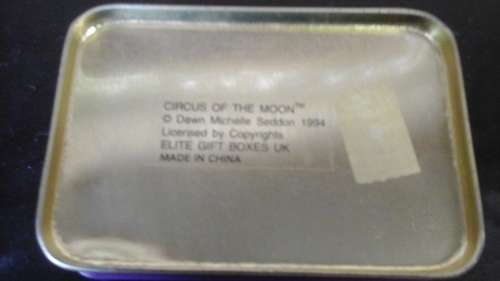 CIRCUS OF THE MOON™
© Dawn Michelle Seddon 1994
Licensed by Copyrights
ELITE GIFT BOXES UK
MADE IN CHINA